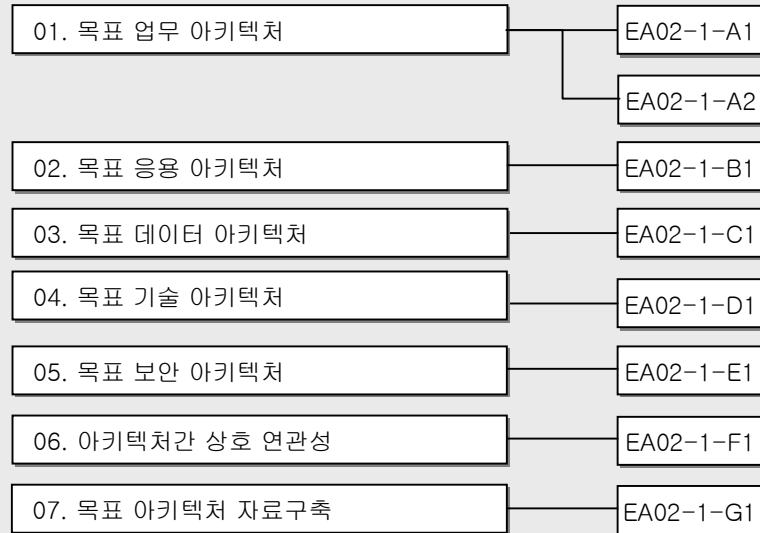 01. 목표 업무 아키텍처
EA02-1-A1
EA02-1-A2
02. 목표 응용 아키텍처
EA02-1-B1
03. 목표 데이터 아키텍처
EA02-1-C1
04. 목표 기술 아키텍처
EA02-1-D1
05. 목표 보안 아키텍처
EA02-1-E1
06. 아키텍처간 상호 연관성
EA02-1-F1
07. 목표 아키텍처 자료구축
EA02-1-G1